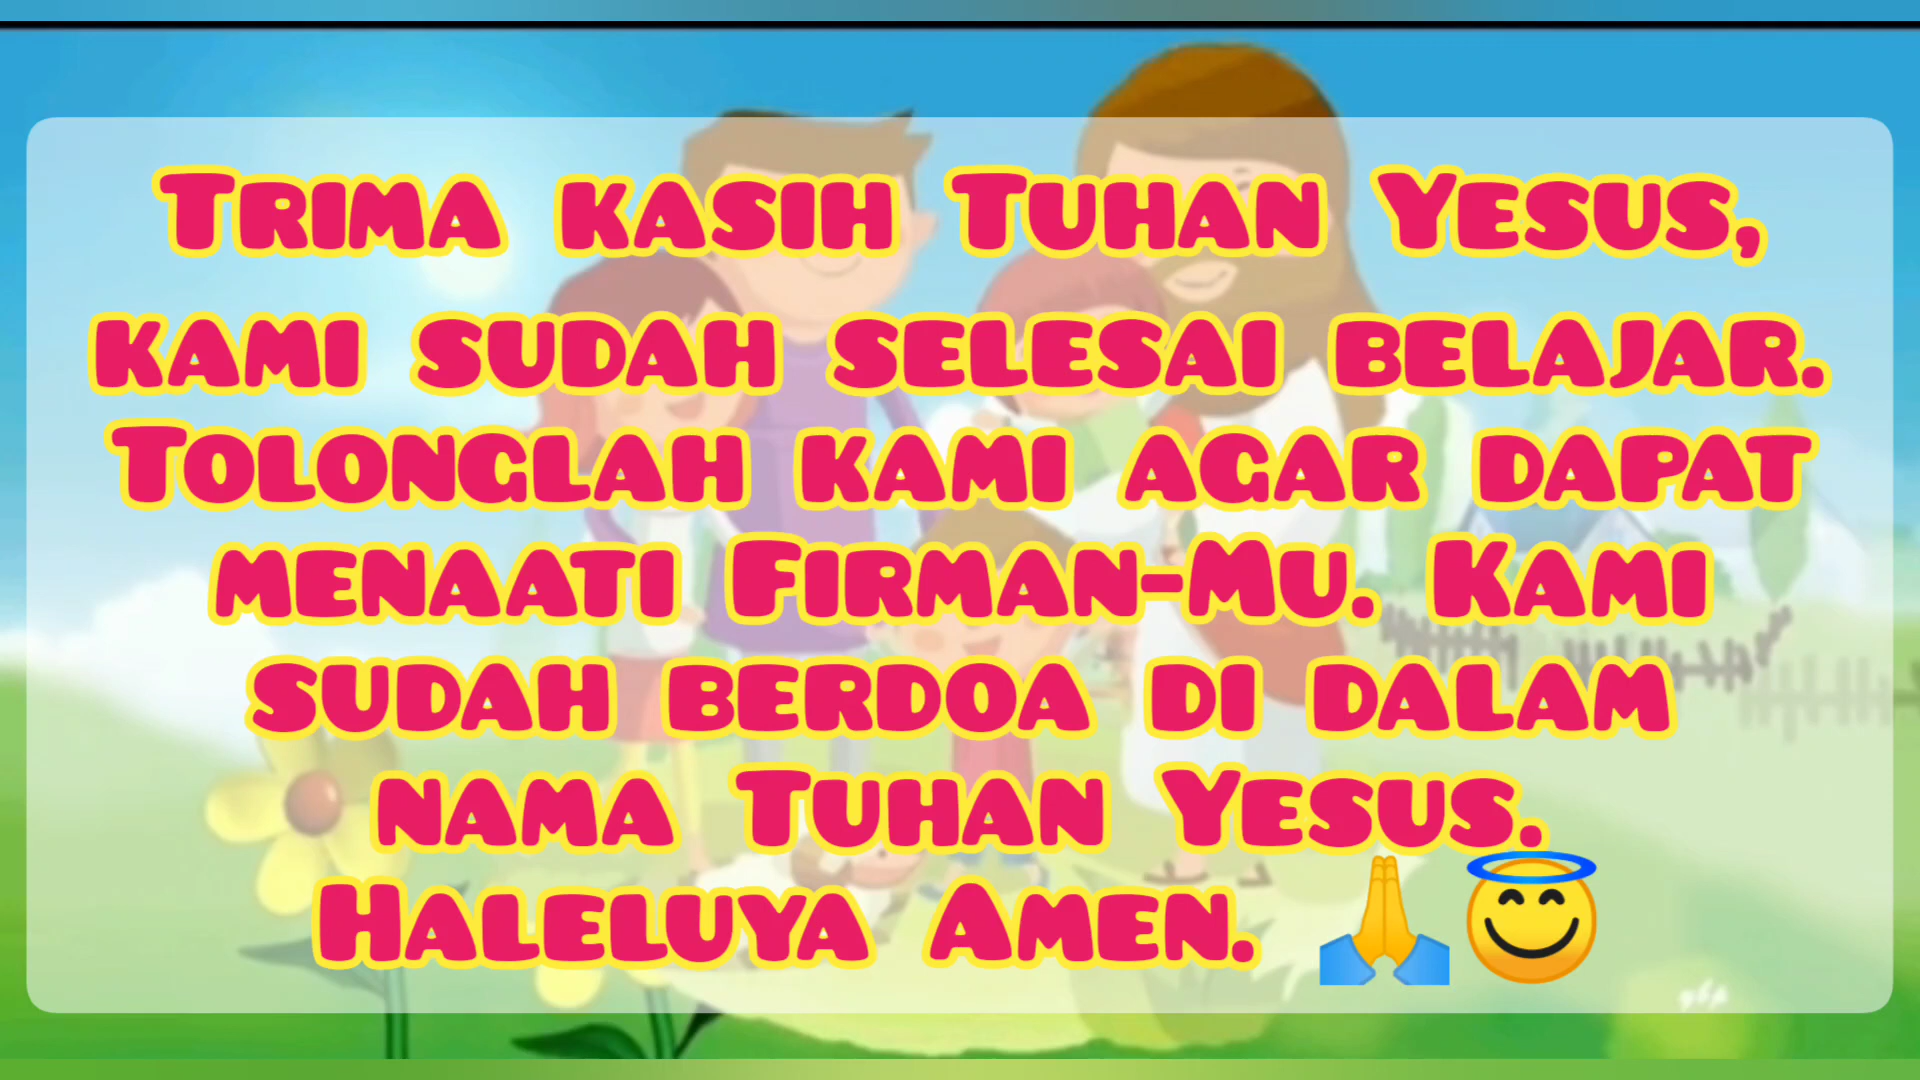 Trima kasih Tuhan Yesus,
kami sudah selesai belajar.
Tolonglah kami agar dapat
menaati Firman-Mu. Kami
sudah berdoa di dalam
nama Tuhan Yesus.
Haleluya Amen. 🙏😇